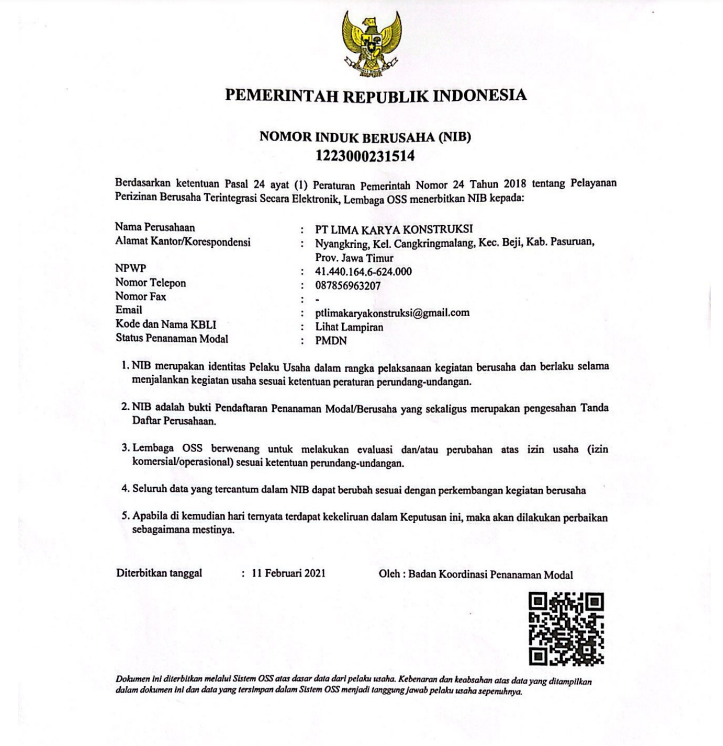 PEMERINTAH REPUBLIK INDONESIA
NOMOR INDUK BERUSAHA (NIB)
1223000231514
Berdasarkan ketentuan Pasal 24 ayat (1) Peraturan Pemerintah Nomor 24 Tahun 2018 tentang Pelayanan
Perizinan Berusaha Terintegrasi Secara Elektronik, Lembaga OSS menerbitkan NIB kepada:
Nama Perusahaan : PT LIMA KARYA KONSTRUKSI
Alamat Kantor/Korespondensi : Nyangkring, Kel. Cangkringmalang, Kec. Beji, Kab. Pasuruan,
Prov. Jawa Timur
NPWP : 41.440.164.6-624.000
Nomor Telepon : 087856963207
Nomor Fax : -
Email : ptlimakaryakonstruksi@gmail.com
Kode dan Nama KBLI : Lihat Lampiran
Status Penanaman Modal : PMDN
1. NIB merupakan identitas Pelaku Usaha dalam rangka pelaksanaan kegiatan berusaha dan berlaku selama
menjalankan kegiatan usaha sesuai ketentuan peraturan perundang-undangan.
2. NIB adalah bukti Pendaftaran Penanaman Modal/Berusaha yang sekaligus merupakan pengesahan Tanda
Daftar Perusahaan.
3. Lembaga OSS berwenang untuk melakukan evaluasi dan/atau perubahan atas izin usaha (izin
komersial/operasional) sesuai ketentuan perundang-undangan.
4. Seluruh data yang tercantum dalam NIB dapat berubah sesuai dengan perkembangan kegiatan berusaha
5. Apabila di kemudian hari ternyata terdapat kekeliruan dalam Keputusan ini, maka akan dilakukan perbaikan
sebagaimana mestinya.
Diterbitkan tanggal : 11 Februari 2021 Oleh : Badan Koordinasi Penanaman Modal
Dokumen ini diterbitkan melalui Sistem OSS atas dasar data dari pelaku usaha. Kebenaran dan keabsahan atas data yang ditampilkan
dalam dokumen ini dan data yang tersimpan dalam Sistem OSS menjadi tanggung jawab pelaku usaha sepenuhnya.